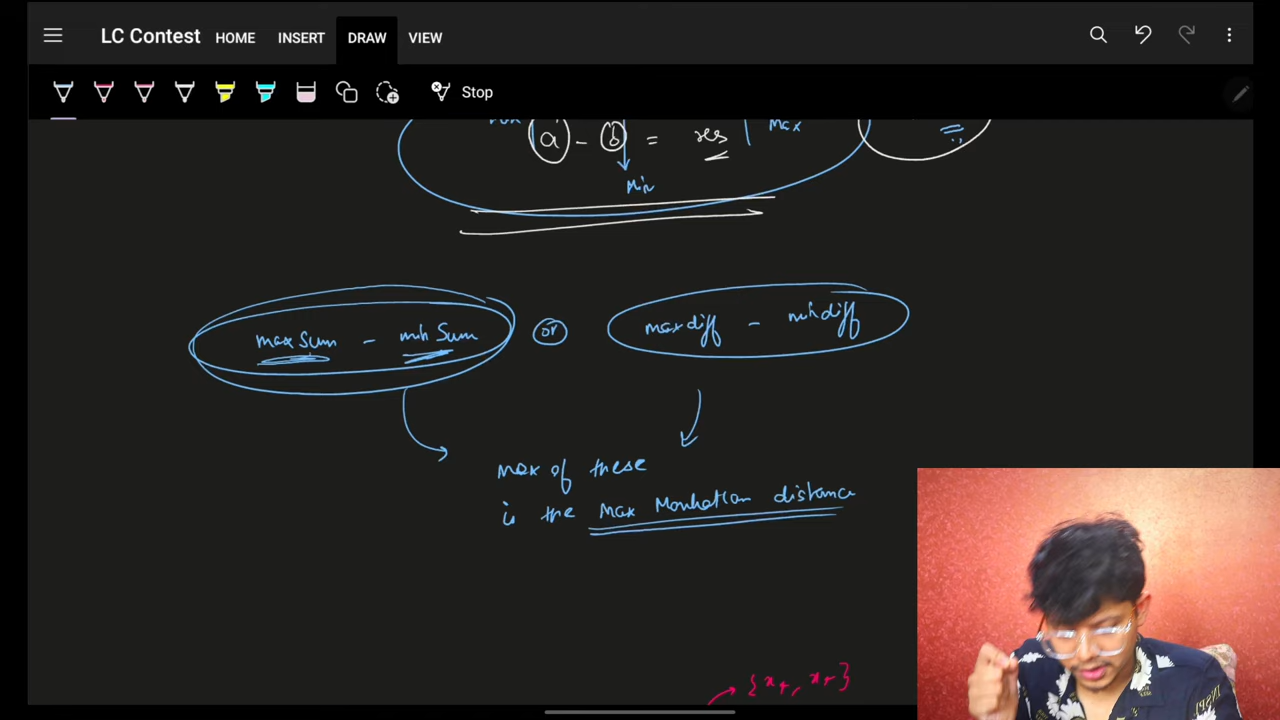 LC Contest HOME INSERT DRAW VIEW
Stop
a - b = res max
Min
max Sum - min Sum or max diff - min diff
max of these
is the Max Manhattan distance
{x+, x-}